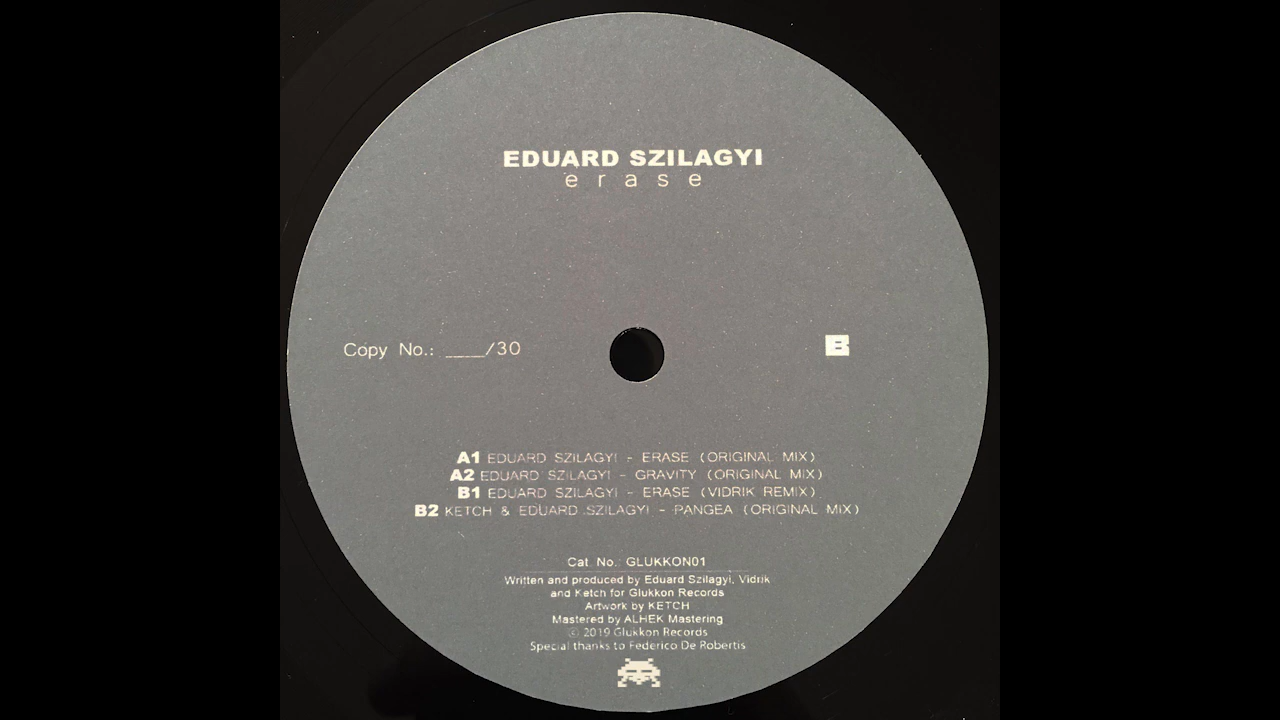 EDUARD SZILAGYI
erase
Copy No.: ____/30
B
A1 EDUARD SZILAGYI - ERASE (ORIGINAL MIX)
A2 EDUARD SZILAGYI - GRAVITY (ORIGINAL MIX)
B1 EDUARD SZILAGYI - ERASE (VIDRIK REMIX)
B2 KETCH & EDUARD SZILAGYI - PANGEA (ORIGINAL MIX)
Cat. No.: GLUKKON01
Written and produced by Eduard Szilagyi, Vidrik
and Ketch for Glukkon Records
Artwork by KETCH
Mastered by ALHEK Mastering
© 2019 Glukkon Records
Special thanks to Federico De Robertis